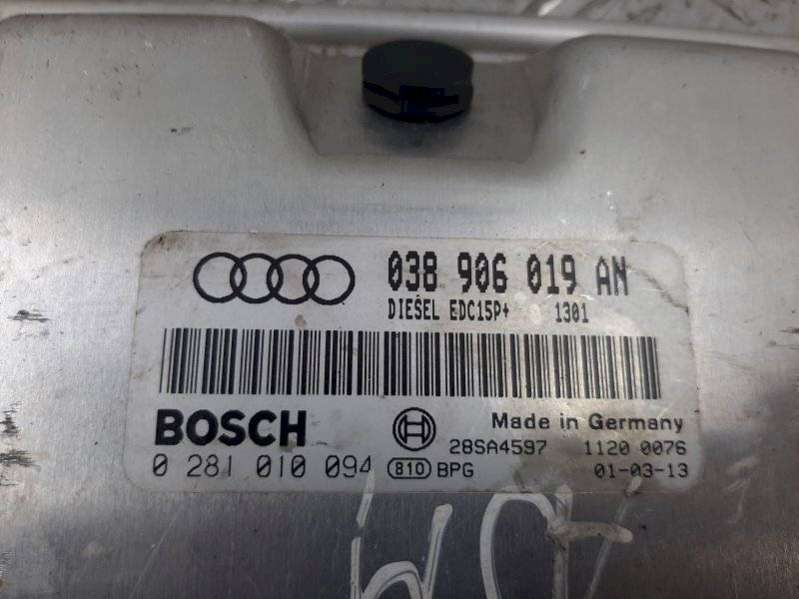 038 906 019 AN
DIESEL EDC15P+ 1301
BOSCH Made in Germany
28SA4597 1120 0076
0 281 010 094 810 BPG 01-03-13